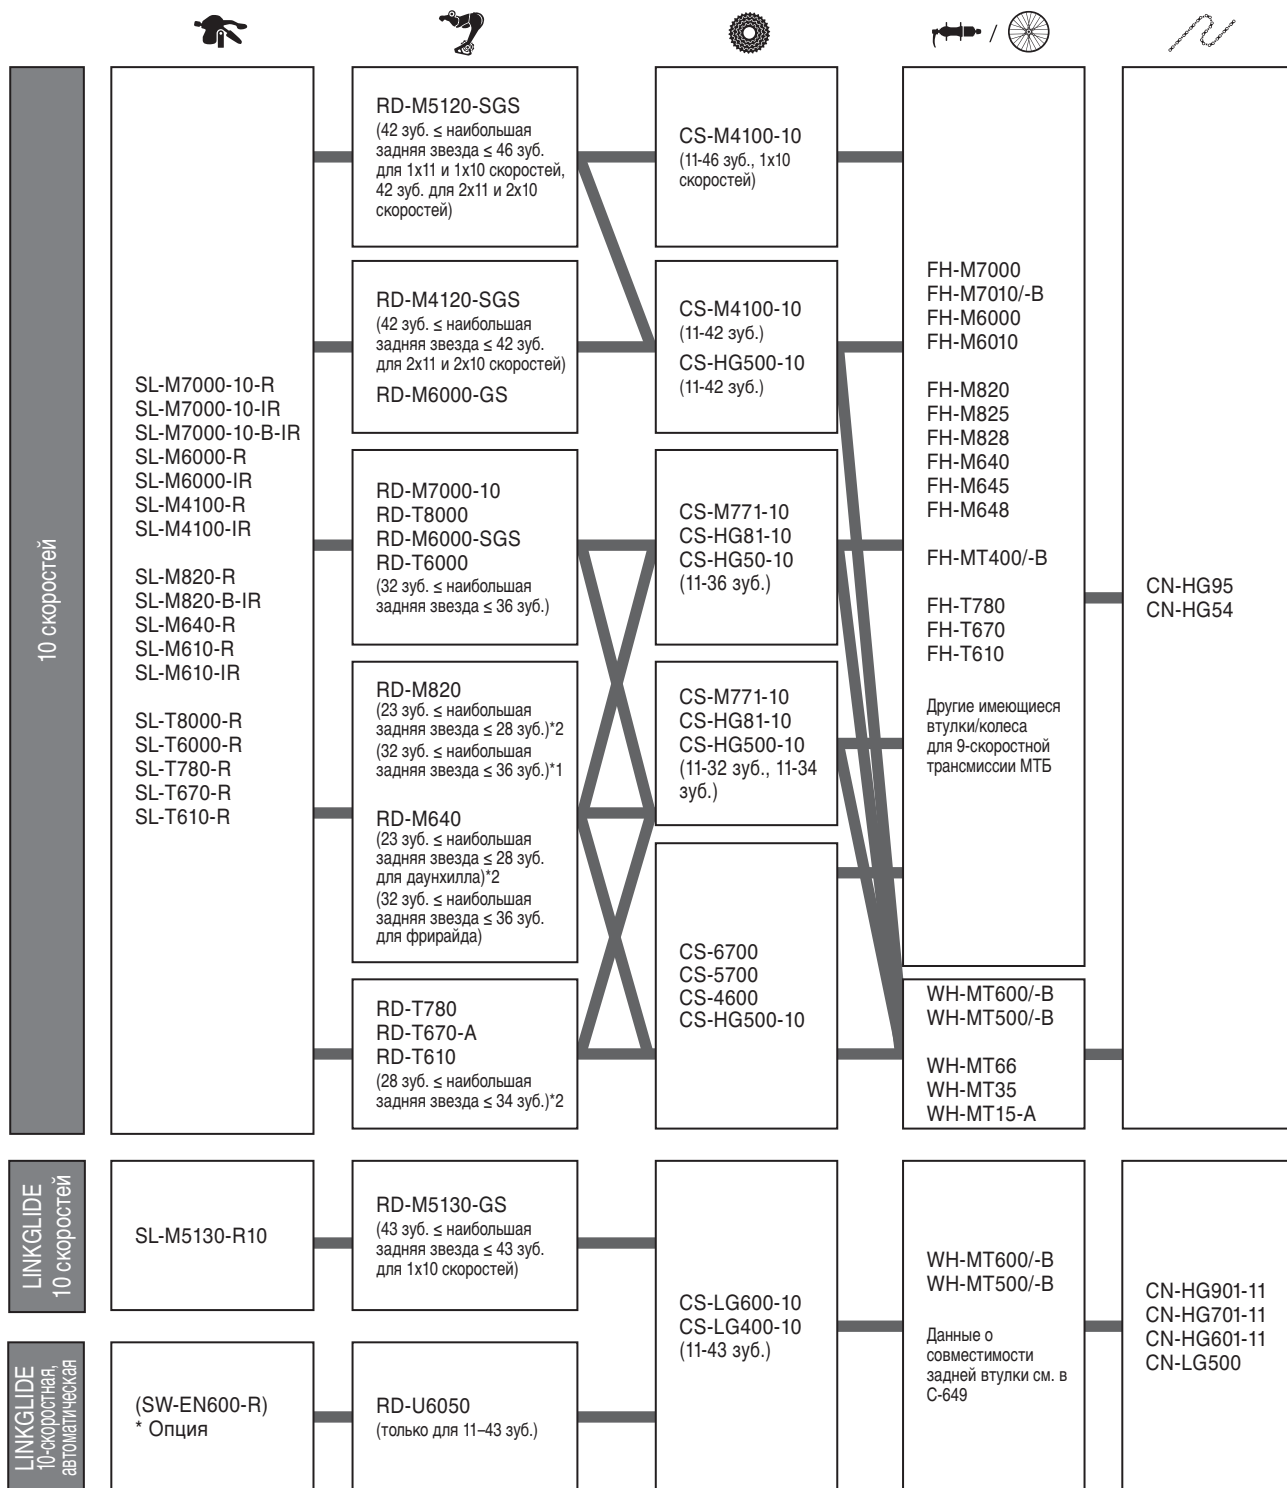 /
10 скоростей
SL-M7000-10-R
SL-M7000-10-IR
SL-M7000-10-B-IR
SL-M6000-R
SL-M6000-IR
SL-M4100-R
SL-M4100-IR
SL-M820-R
SL-M820-B-IR
SL-M640-R
SL-M610-R
SL-M610-IR
SL-T8000-R
SL-T6000-R
SL-T780-R
SL-T670-R
SL-T610-R
RD-M5120-SGS
(42 зуб. ≤ наибольшая
задняя звезда ≤ 46 зуб.
для 1x11 и 1x10 скоростей,
42 зуб. для 2x11 и 2x10
скоростей)
RD-M4120-SGS
(42 зуб. ≤ наибольшая
задняя звезда ≤ 42 зуб.
для 2x11 и 2x10 скоростей)
RD-M6000-GS
RD-M7000-10
RD-T8000
RD-M6000-SGS
RD-T6000
(32 зуб. ≤ наибольшая
задняя звезда ≤ 36 зуб.)
RD-M820
(23 зуб. ≤ наибольшая
задняя звезда ≤ 28 зуб.)*2
(32 зуб. ≤ наибольшая
задняя звезда ≤ 36 зуб.)*1
RD-M640
(23 зуб. ≤ наибольшая
задняя звезда ≤ 28 зуб.
для даунхилла)*2
(32 зуб. ≤ наибольшая
задняя звезда ≤ 36 зуб.
для фрирайда)
RD-T780
RD-T670-A
RD-T610
(28 зуб. ≤ наибольшая
задняя звезда ≤ 34 зуб.)*2
CS-M4100-10
(11-46 зуб., 1x10
скоростей)
CS-M4100-10
(11-42 зуб.)
CS-HG500-10
(11-42 зуб.)
CS-M771-10
CS-HG81-10
CS-HG50-10
(11-36 зуб.)
CS-M771-10
CS-HG81-10
CS-HG500-10
(11-32 зуб., 11-34
зуб.)
CS-6700
CS-5700
CS-4600
CS-HG500-10
FH-M7000
FH-M7010/-B
FH-M6000
FH-M6010
FH-M820
FH-M825
FH-M828
FH-M640
FH-M645
FH-M648
FH-MT400/-B
FH-T780
FH-T670
FH-T610
Другие имеющиеся
втулки/колеса
для 9-скоростной
трансмиссии МТБ
WH-MT600/-B
WH-MT500/-B
WH-MT66
WH-MT35
WH-MT15-A
CN-HG95
CN-HG54
LINKGLIDE
10 скоростей
SL-M5130-R10
RD-M5130-GS
(43 зуб. ≤ наибольшая
задняя звезда ≤ 43 зуб.
для 1x10 скоростей)
LINKGLIDE
10-скоростная,
автоматическая
(SW-EN600-R)
* Опция
RD-U6050
(только для 11–43 зуб.)
CS-LG600-10
CS-LG400-10
(11-43 зуб.)
WH-MT600/-B
WH-MT500/-B
Данные о
совместимости
задней втулки см. в
C-649
CN-HG901-11
CN-HG701-11
CN-HG601-11
CN-LG500